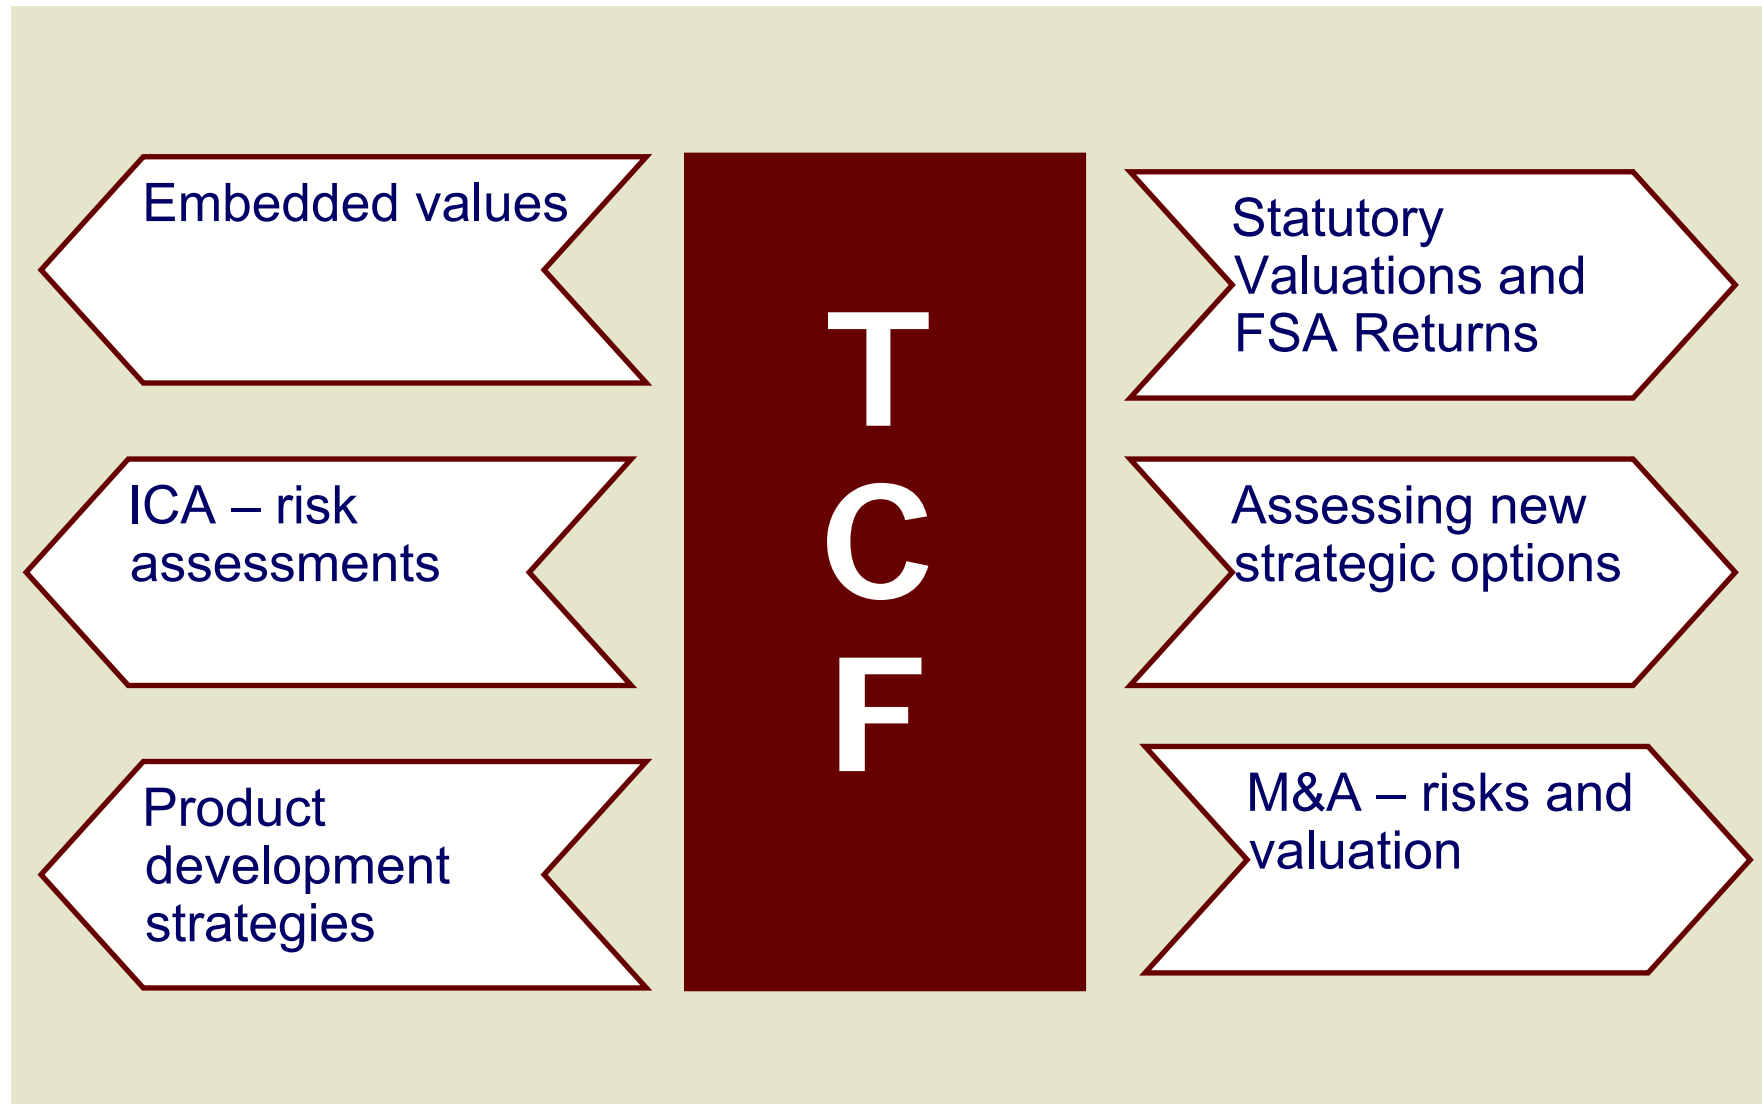 Embedded values
ICA – risk
assessments
Product
development
strategies
T
C
F
Statutory
Valuations and
FSA Returns
Assessing new
strategic options
M&A – risks and
valuation